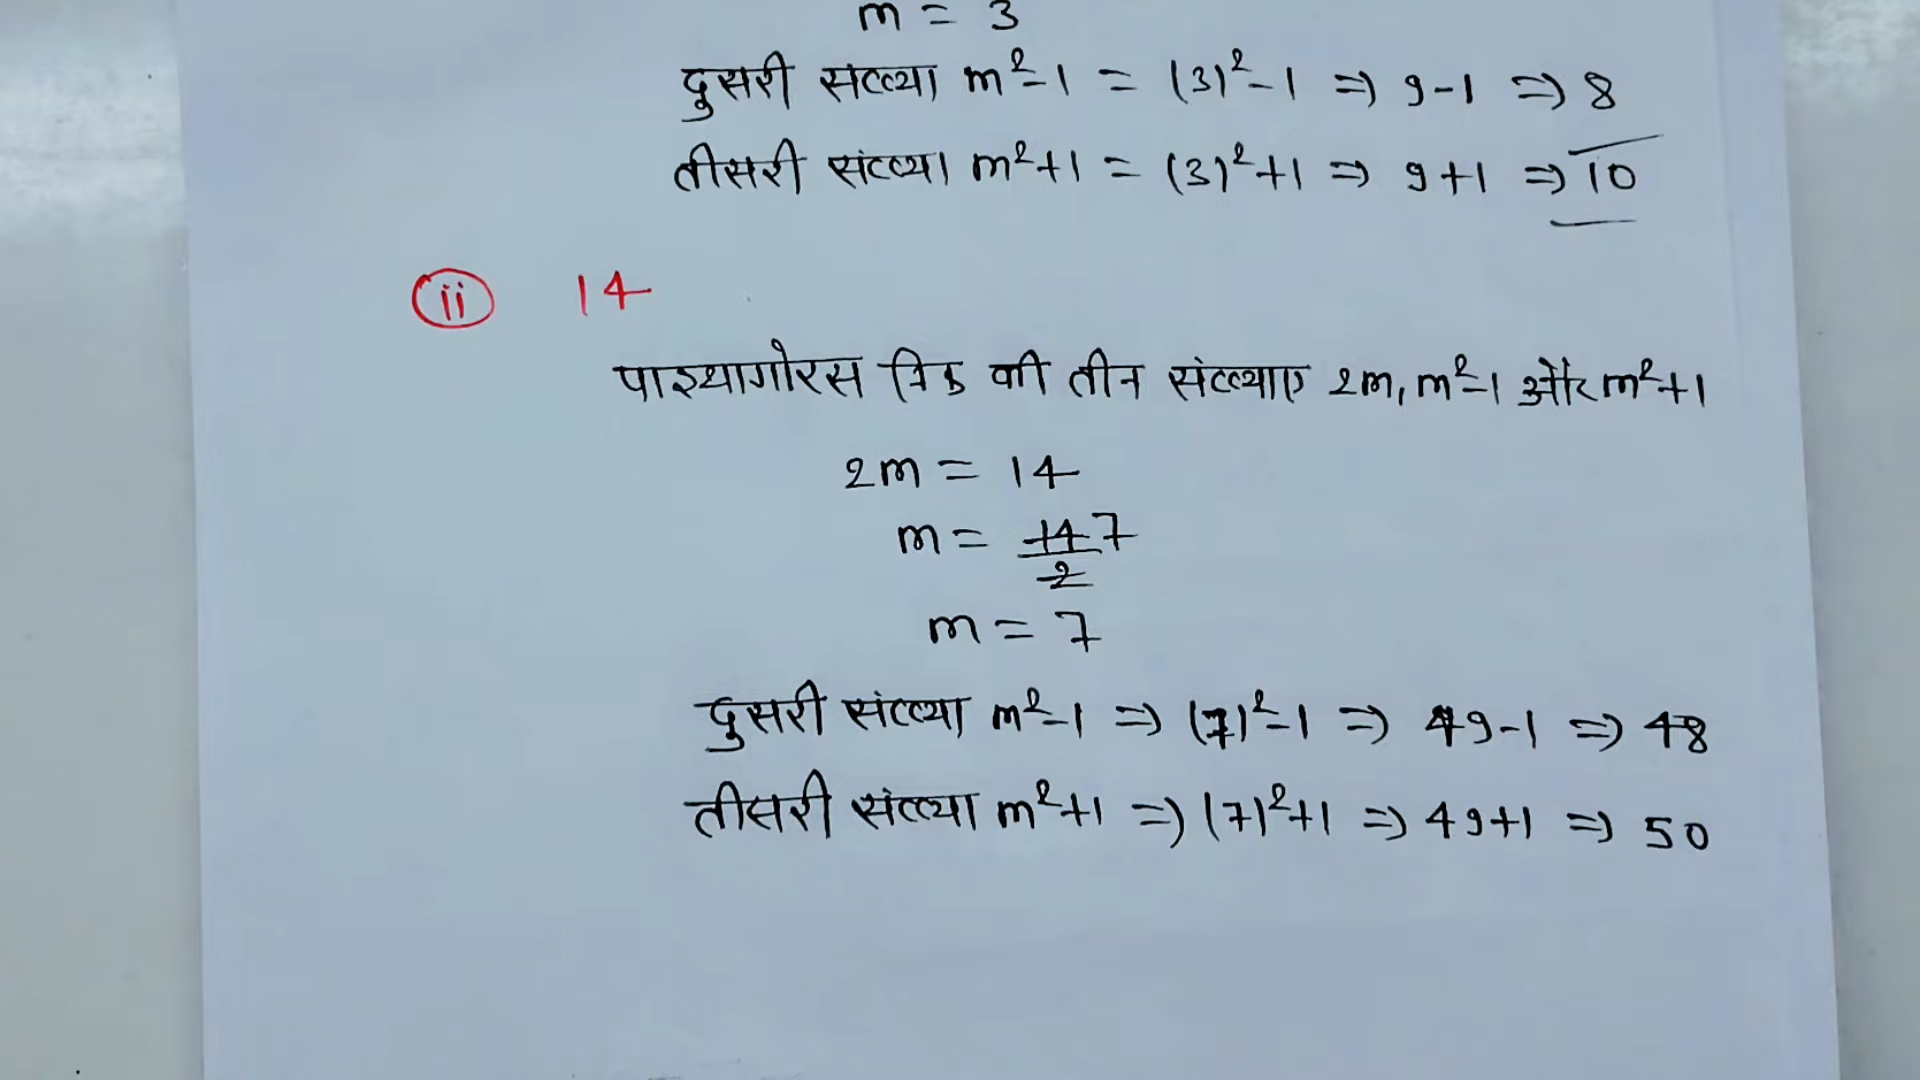 m = 3
दुसरी संख्या m²-1 = (3)²-1 => 9-1 => 8
तीसरी संख्या m²+1 = (3)²+1 => 9+1 => 10
(ii) 14
पाइथागोरस त्रिक की तीन संख्याए 2m, m²-1 और m²+1
2m = 14
m = 14/2 7
m = 7
दुसरी संख्या m²-1 => (7)²-1 => 49-1 => 48
तीसरी संख्या m²+1 => (7)²+1 => 49+1 => 50